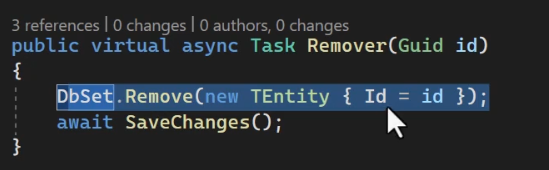 3 references | 0 changes | 0 authors, 0 changes
public virtual async Task Remover(Guid id)
{
DbSet.Remove(new TEntity { Id = id });
await SaveChanges();
}